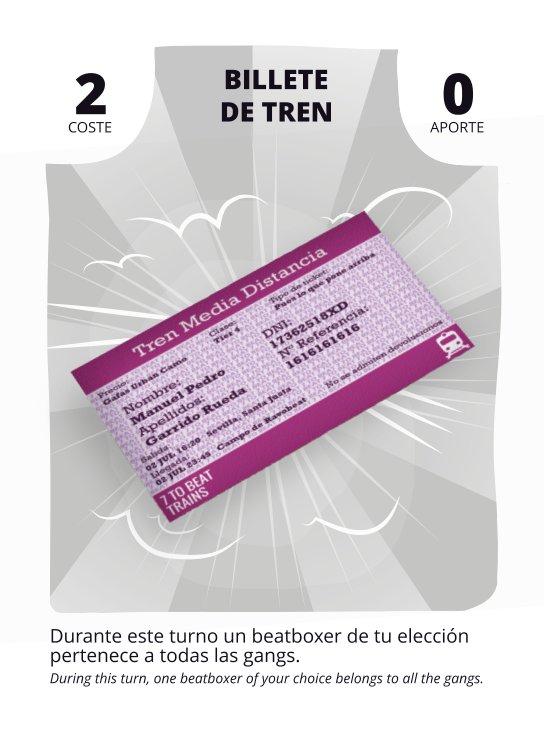 2
COSTE
BILLETE
DE TREN
0
APORTE
Tren Media Distancia
Precio:
Gafas Urban Camo
Clase:
Tier 4
Tipo de ticket:
Pues lo que pone arriba
Nombre:
Manuel Pedro
Apellidos:
Garrido Rueda
DNI:
17362518XD
Nº Referencia:
1616161616
Salida:
02 JUL 16:20 Sevilla, Santa Justa
Llegada:
02 JUL 23:45 Campo de Ravobeat
No se admiten devoluciones
7 TO BEAT
TRAINS
Durante este turno un beatboxer de tu elección
pertenece a todas las gangs.
During this turn, one beatboxer of your choice belongs to all the gangs.